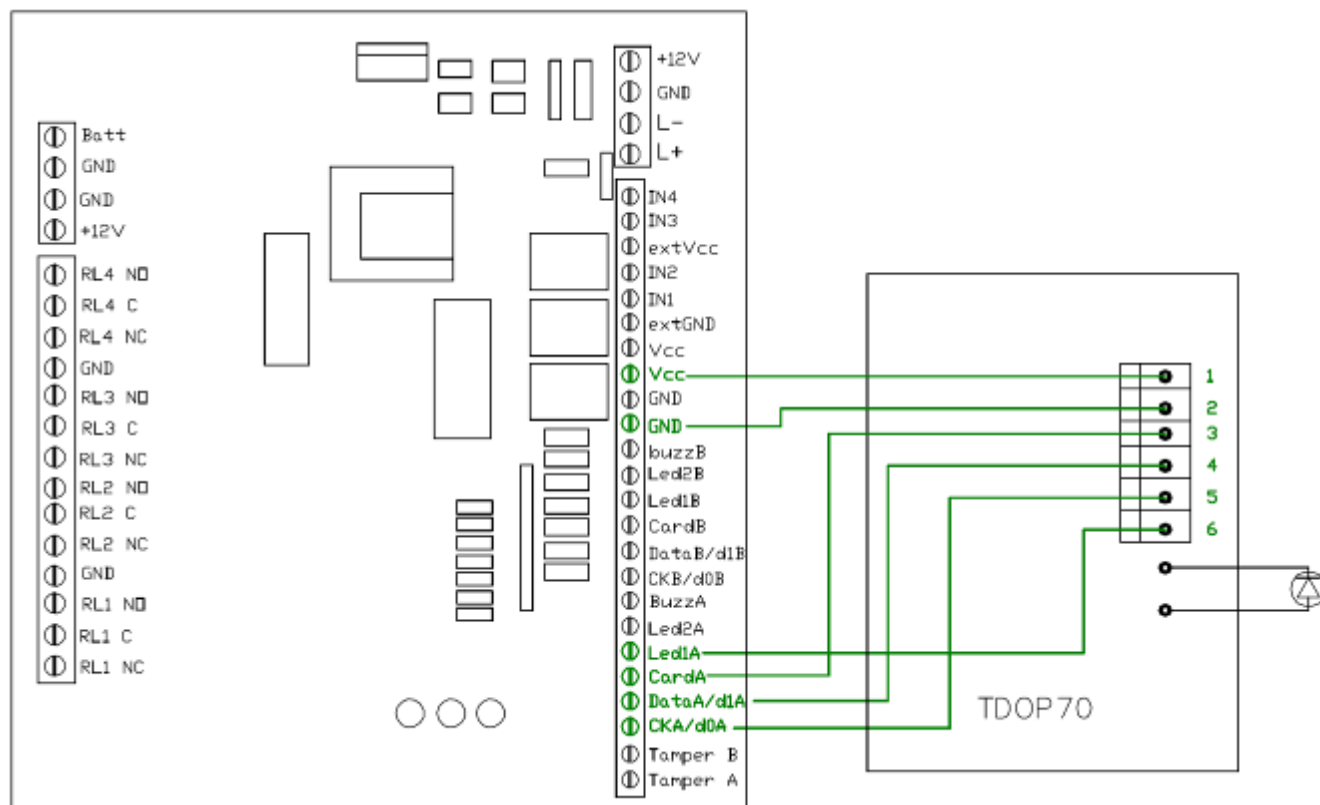 Batt
GND
GND
+12V
RL4 NO
RL4 C
RL4 NC
GND
RL3 NO
RL3 C
RL3 NC
RL2 NO
RL2 C
RL2 NC
GND
RL1 NO
RL1 C
RL1 NC
+12V
GND
L-
L+
IN4
IN3
extVcc
IN2
IN1
extGND
Vcc
Vcc
GND
GND
buzzB
Led2B
Led1B
CardB
DataB/d1B
CKB/d0B
BuzzA
Led2A
Led1A
CardA
DataA/d1A
CKA/d0A
Tamper B
Tamper A
1
2
3
4
5
6
TDOP70